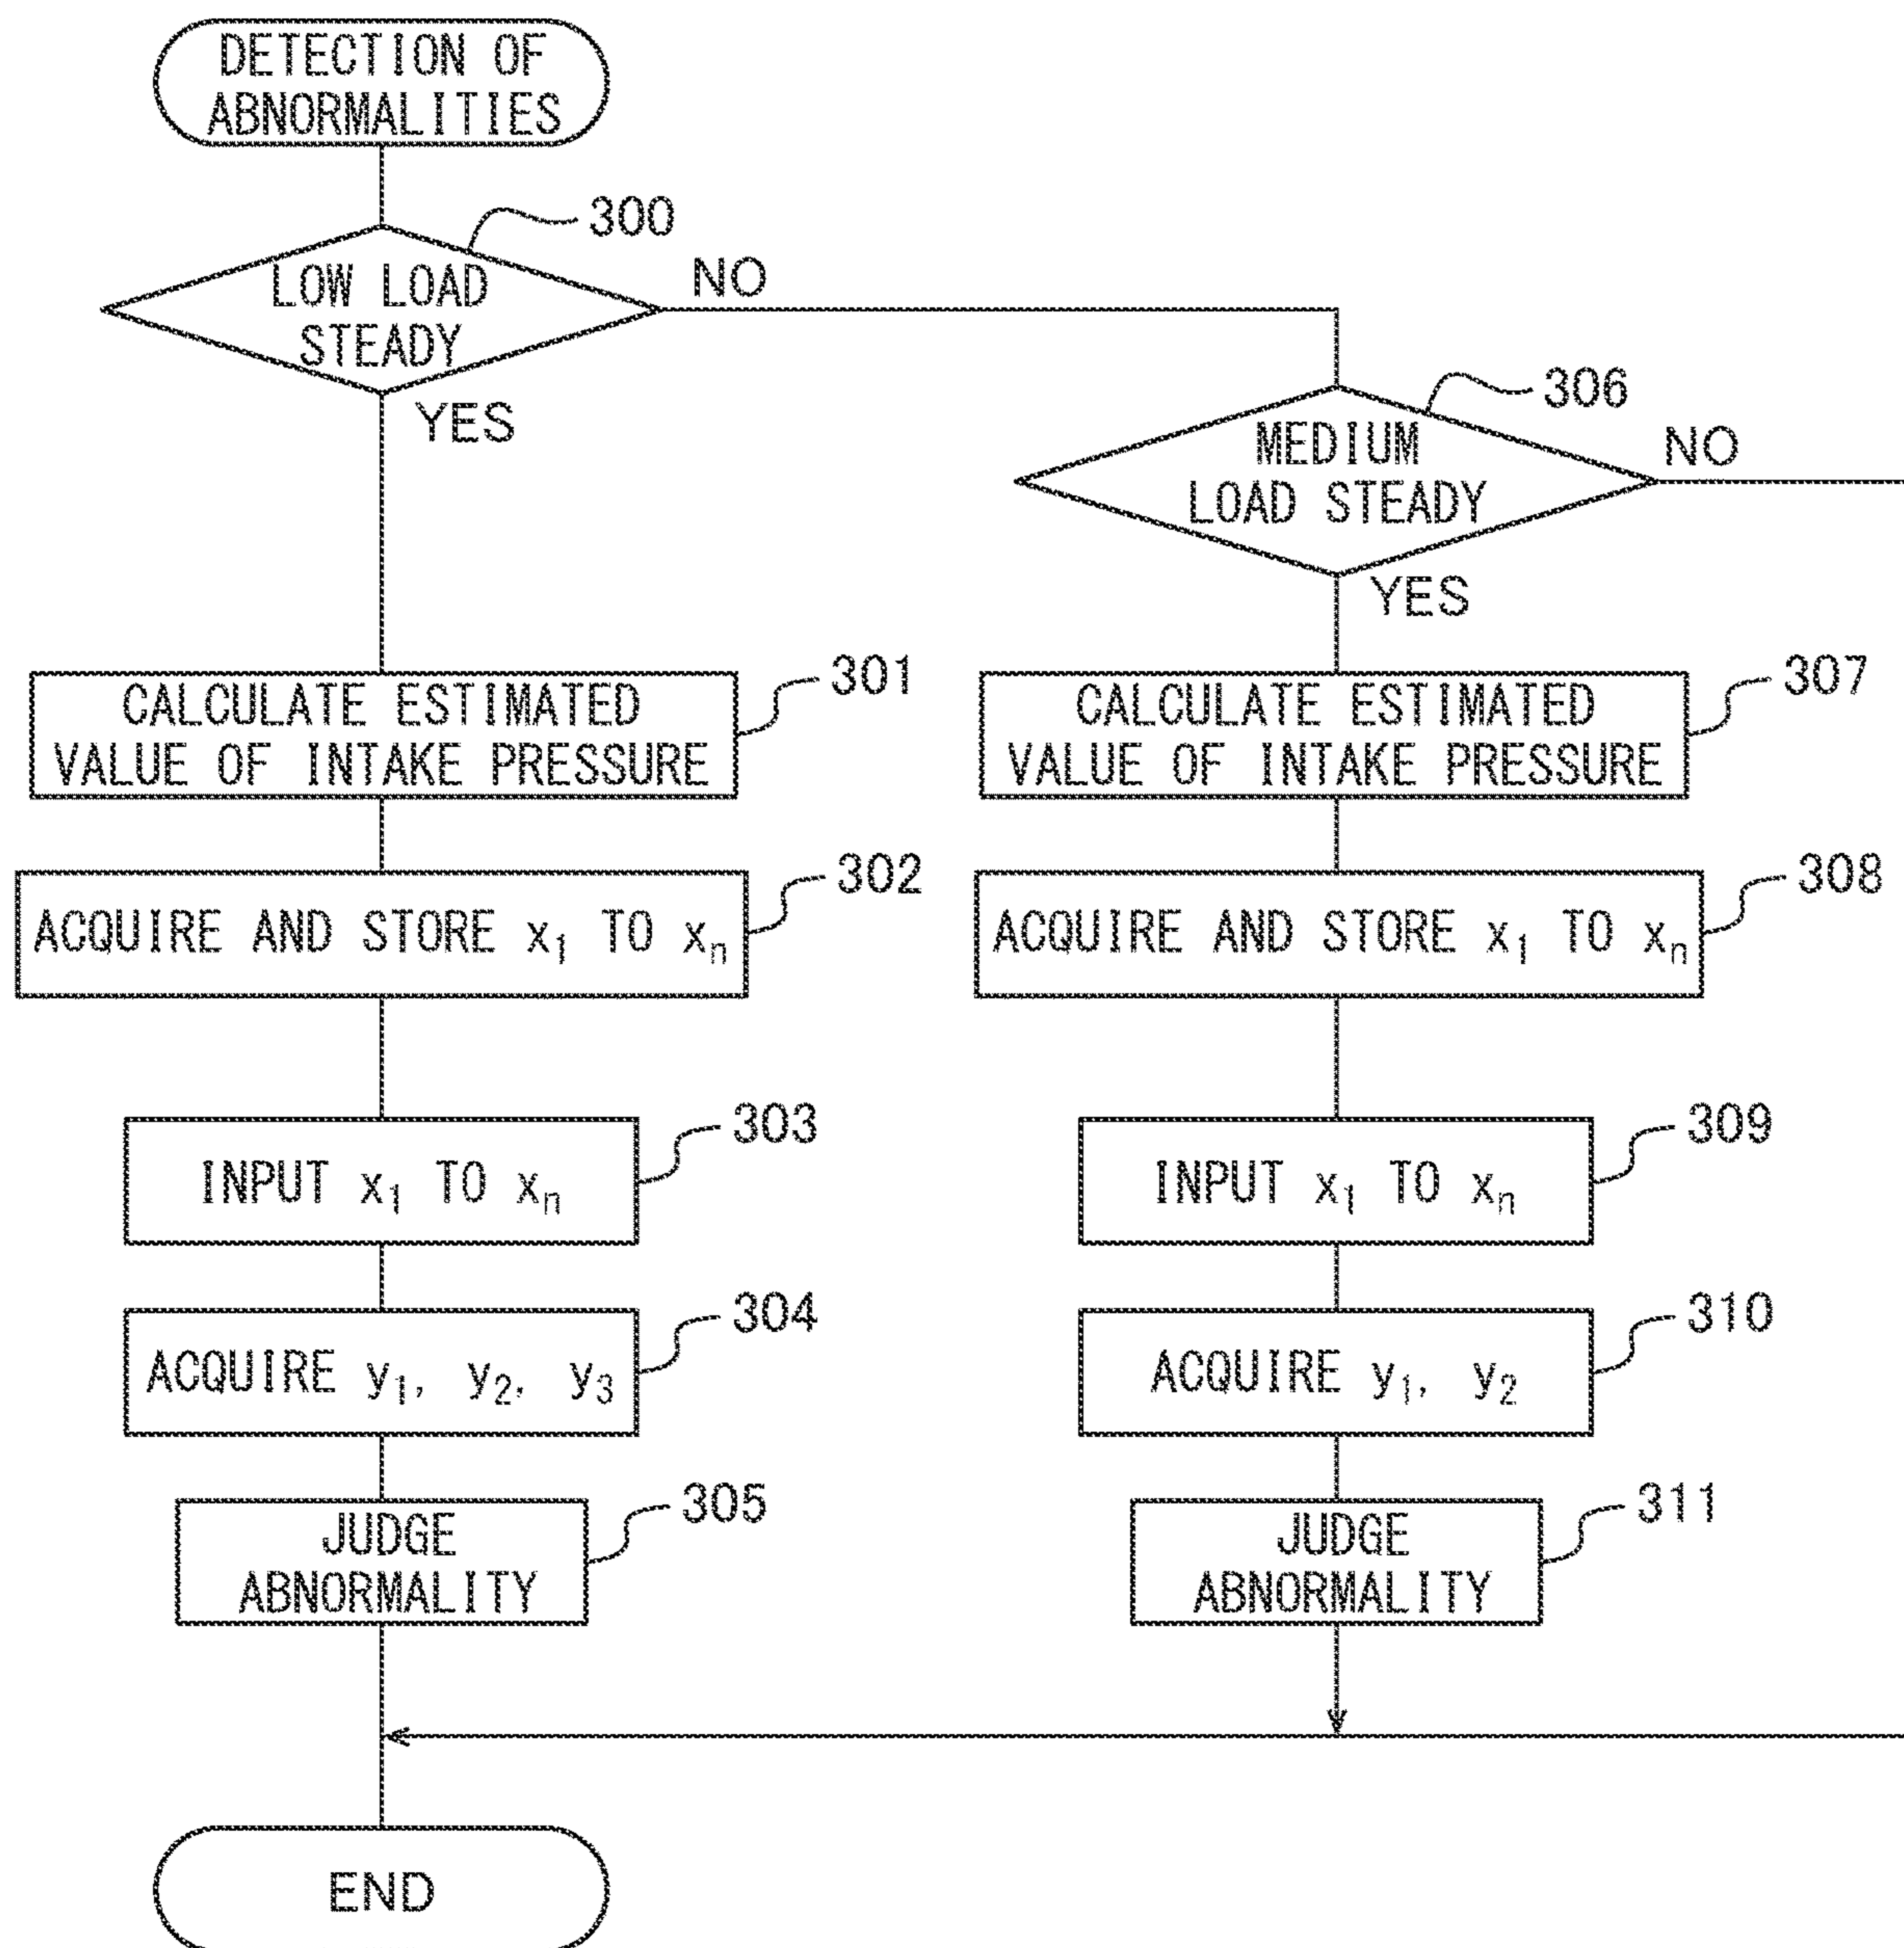 DETECTION OF
ABNORMALITIES
300
LOW LOAD
STEADY
NO
YES
306
MEDIUM
LOAD STEADY
NO
YES
301
CALCULATE ESTIMATED
VALUE OF INTAKE PRESSURE
307
CALCULATE ESTIMATED
VALUE OF INTAKE PRESSURE
302
ACQUIRE AND STORE x₁ TO xₙ
308
ACQUIRE AND STORE x₁ TO xₙ
303
INPUT x₁ TO xₙ
309
INPUT x₁ TO xₙ
304
ACQUIRE y₁, y₂, y₃
310
ACQUIRE y₁, y₂
305
JUDGE
ABNORMALITY
311
JUDGE
ABNORMALITY
END